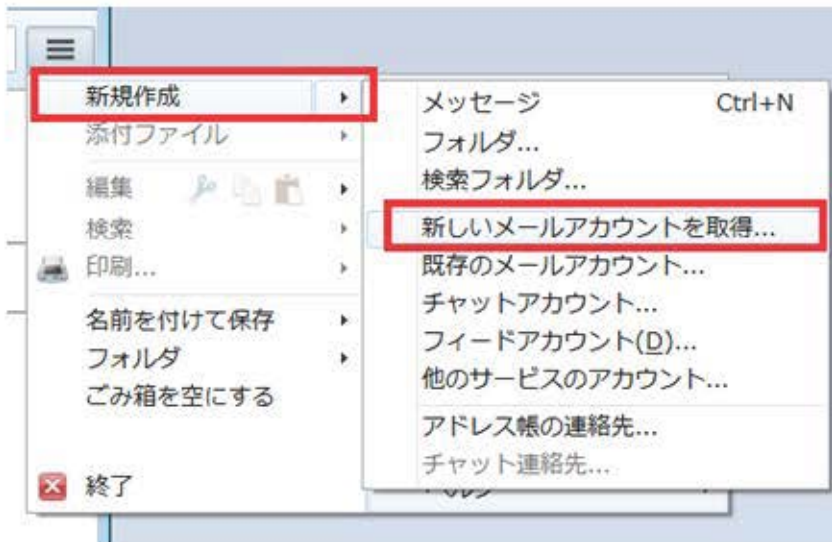 新規作成
添付ファイル
編集
検索
印刷...
名前を付けて保存
フォルダ
ごみ箱を空にする
終了
メッセージ Ctrl+N
フォルダ...
検索フォルダ...
新しいメールアカウントを取得...
既存のメールアカウント...
チャットアカウント...
フィードアカウント(D)...
他のサービスのアカウント...
アドレス帳の連絡先...
チャット連絡先...